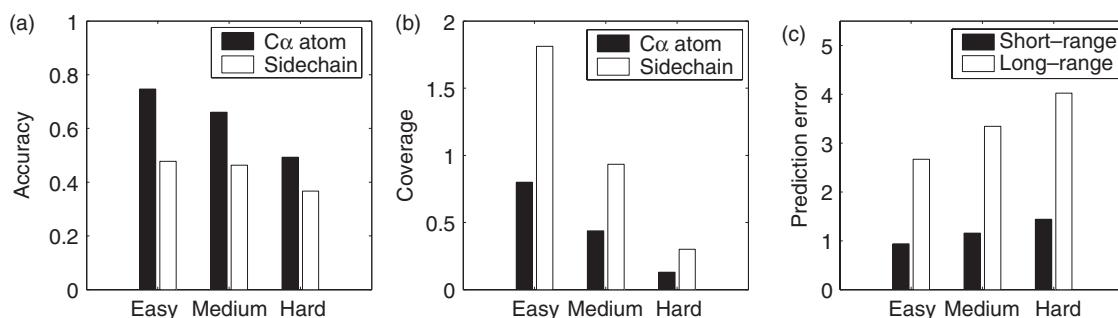 (a)
Accuracy
1
0.8
0.6
0.4
0.2
0
Cα atom
Sidechain
Easy Medium Hard
(b)
Coverage
2
1.5
1
0.5
0
Cα atom
Sidechain
Easy Medium Hard
(c)
Prediction error
5
4
3
2
1
0
Short–range
Long–range
Easy Medium Hard